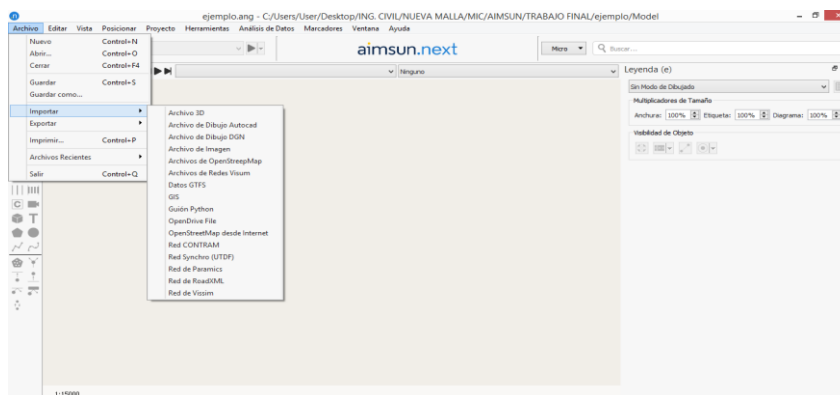 ejemplo.ang - C:/Users/User/Desktop/ING. CIVIL/NUEVA MALLA/MIC/AIMSUN/TRABAJO FINAL/ejemplo/Model
Archivo Editar Vista Posicionar Proyecto Herramientas Análisis de Datos Marcadores Ventana Ayuda
Nuevo Control+N
Abrir... Control+O
Cerrar Control+F4
Guardar Control+S
Guardar como...
Importar
Exportar
Imprimir... Control+P
Archivos Recientes
Salir Control+Q
aimsun.next
Micro
Buscar...
Ninguno
Archivo 3D
Archivo de Dibujo Autocad
Archivo de Dibujo DGN
Archivo de Imagen
Archivos de OpenStreepMap
Archivos de Redes Visum
Datos GTFS
GIS
Guión Python
OpenDrive File
OpenStreetMap desde Internet
Red CONTRAM
Red Synchro (UTDF)
Red de Paramics
Red de RoadXML
Red de Vissim
Leyenda (e)
Sin Modo de Dibujado
Multiplicadores de Tamaño
Anchura: 100% Etiqueta: 100% Diagrama: 100%
Visibilidad de Objeto
1:15000